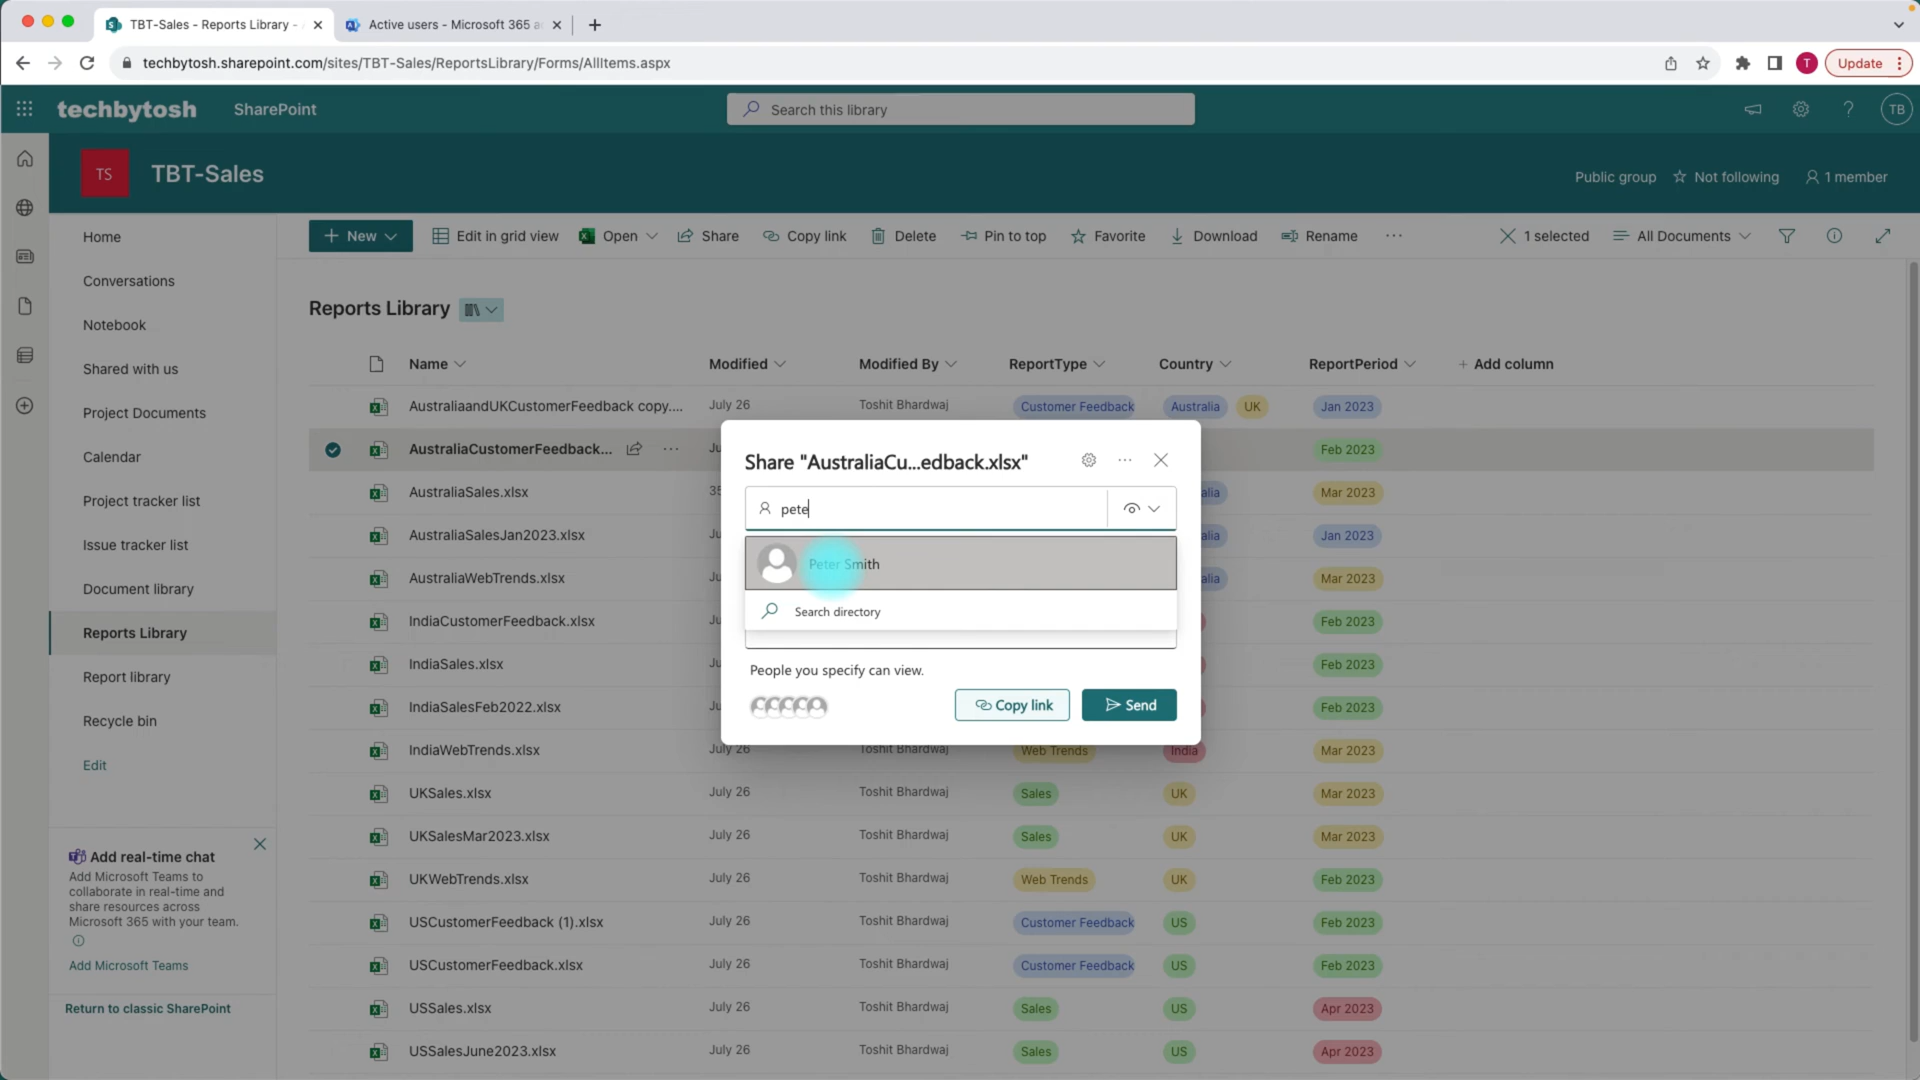 TBT-Sales - Reports Library -
Active users - Microsoft 365 a
techbytosh.sharepoint.com/sites/TBT-Sales/ReportsLibrary/Forms/AllItems.aspx
T
Update
techbytosh
SharePoint
Search this library
TB
TS
TBT-Sales
Public group
Not following
1 member
Home
Conversations
Notebook
Shared with us
Project Documents
Calendar
Project tracker list
Issue tracker list
Document library
Reports Library
Report library
Recycle bin
Edit
Add real-time chat
Add Microsoft Teams to
collaborate in real-time and
share resources across
Microsoft 365 with your team.
Add Microsoft Teams
Return to classic SharePoint
New
Edit in grid view
Open
Share
Copy link
Delete
Pin to top
Favorite
Download
Rename
1 selected
All Documents
Reports Library
Name Modified Modified By ReportType Country ReportPeriod + Add column
AustraliaandUKCustomerFeedback copy.... July 26 Toshit Bhardwaj Customer Feedback Australia UK Jan 2023
AustraliaCustomerFeedback... Feb 2023
AustraliaSales.xlsx Mar 2023
AustraliaSalesJan2023.xlsx Jan 2023
AustraliaWebTrends.xlsx Mar 2023
IndiaCustomerFeedback.xlsx Feb 2023
IndiaSales.xlsx Feb 2023
IndiaSalesFeb2022.xlsx Feb 2023
IndiaWebTrends.xlsx July 26 Toshit Bhardwaj Web Trends India Mar 2023
UKSales.xlsx July 26 Toshit Bhardwaj Sales UK Mar 2023
UKSalesMar2023.xlsx July 26 Toshit Bhardwaj Sales UK Mar 2023
UKWebTrends.xlsx July 26 Toshit Bhardwaj Web Trends UK Feb 2023
USCustomerFeedback (1).xlsx July 26 Toshit Bhardwaj Customer Feedback US Feb 2023
USCustomerFeedback.xlsx July 26 Toshit Bhardwaj Customer Feedback US Feb 2023
USSales.xlsx July 26 Toshit Bhardwaj Sales US Apr 2023
USSalesJune2023.xlsx July 26 Toshit Bhardwaj Sales US Apr 2023
Share "AustraliaCu...edback.xlsx"
pete
Peter Smith
Search directory
People you specify can view.
Copy link
Send